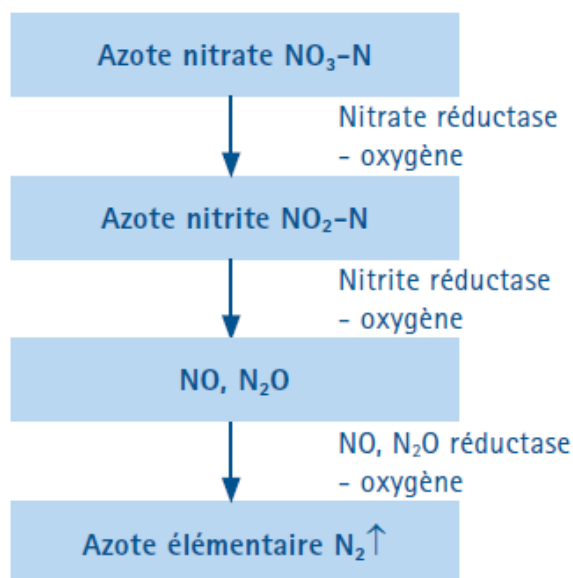 Azote nitrate NO₃-N
Nitrate réductase
- oxygène
Azote nitrite NO₂-N
Nitrite réductase
- oxygène
NO, N₂O
NO, N₂O réductase
- oxygène
Azote élémentaire N₂↑